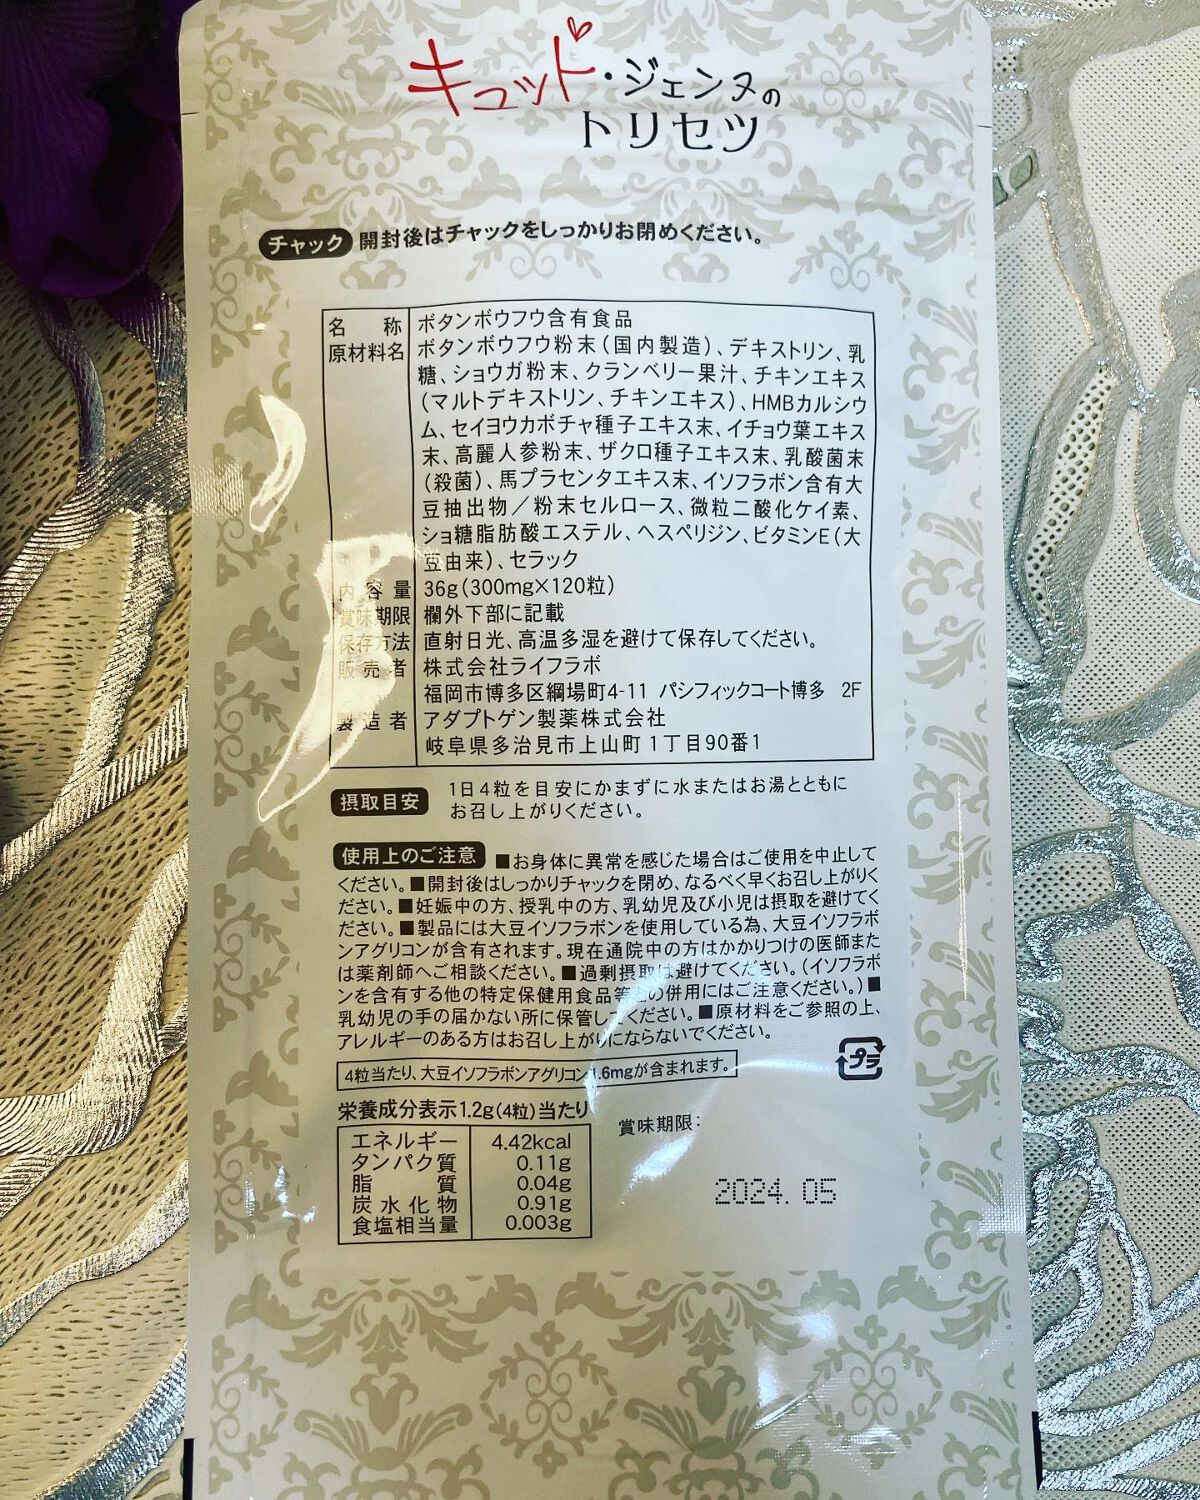 キュッド・ジェンヌの
トリセツ
チャック 開封後はチャックをしっかりお閉めください。
名 称 ボタンボウフウ含有食品
原材料名 ボタンボウフウ粉末(国内製造)、デキストリン、乳
糖、ショウガ粉末、クランベリー果汁、チキンエキス
(マルトデキストリン、チキンエキス)、HMBカルシウ
ム、セイヨウカボチャ種子エキス末、イチョウ葉エキス
末、高麗人参粉末、ザクロ種子エキス末、乳酸菌末
(殺菌)、馬プラセンタエキス末、イソフラボン含有大
豆抽出物/粉末セルロース、微粒二酸化ケイ素、
ショ糖脂肪酸エステル、ヘスペリジン、ビタミンE(大
豆由来)、セラック
内 容 量 36g(300mg×120粒)
賞味期限 欄外下部に記載
保存方法 直射日光、高温多湿を避けて保存してください。
販 売 者 株式会社ライフラボ
福岡市博多区綱場町4-11 パシフィックコート博多 2F
製 造 者 アダプトゲン製薬株式会社
岐阜県多治見市上山町1丁目90番1
摂取目安 1日4粒を目安にかまずに水またはお湯とともに
お召し上がりください。
使用上のご注意 ■お身体に異常を感じた場合はご使用を中止して
ください。■開封後はしっかりチャックを閉め、なるべく早くお召し上がりく
ださい。■妊娠中の方、授乳中の方、乳幼児及び小児は摂取を避けてく
ださい。■製品には大豆イソフラボンを使用している為、大豆イソフラボ
ンアグリコンが含有されます。現在通院中の方はかかりつけの医師また
は薬剤師へご相談ください。■過剰摂取は避けてください。(イソフラボ
ンを含有する他の特定保健用食品等との併用にはご注意ください。)■
乳幼児の手の届かない所に保管してください。■原材料をご参照の上、
アレルギーのある方はお召し上がりにならないでください。
プラ
4粒当たり、大豆イソフラボンアグリコン1.6mgが含まれます。
栄養成分表示1.2g(4粒)当たり
エネルギー 4.42kcal
タンパク質 0.11g
脂 質 0.04g
炭水化物 0.91g
食塩相当量 0.003g
賞味期限:
2024. 05